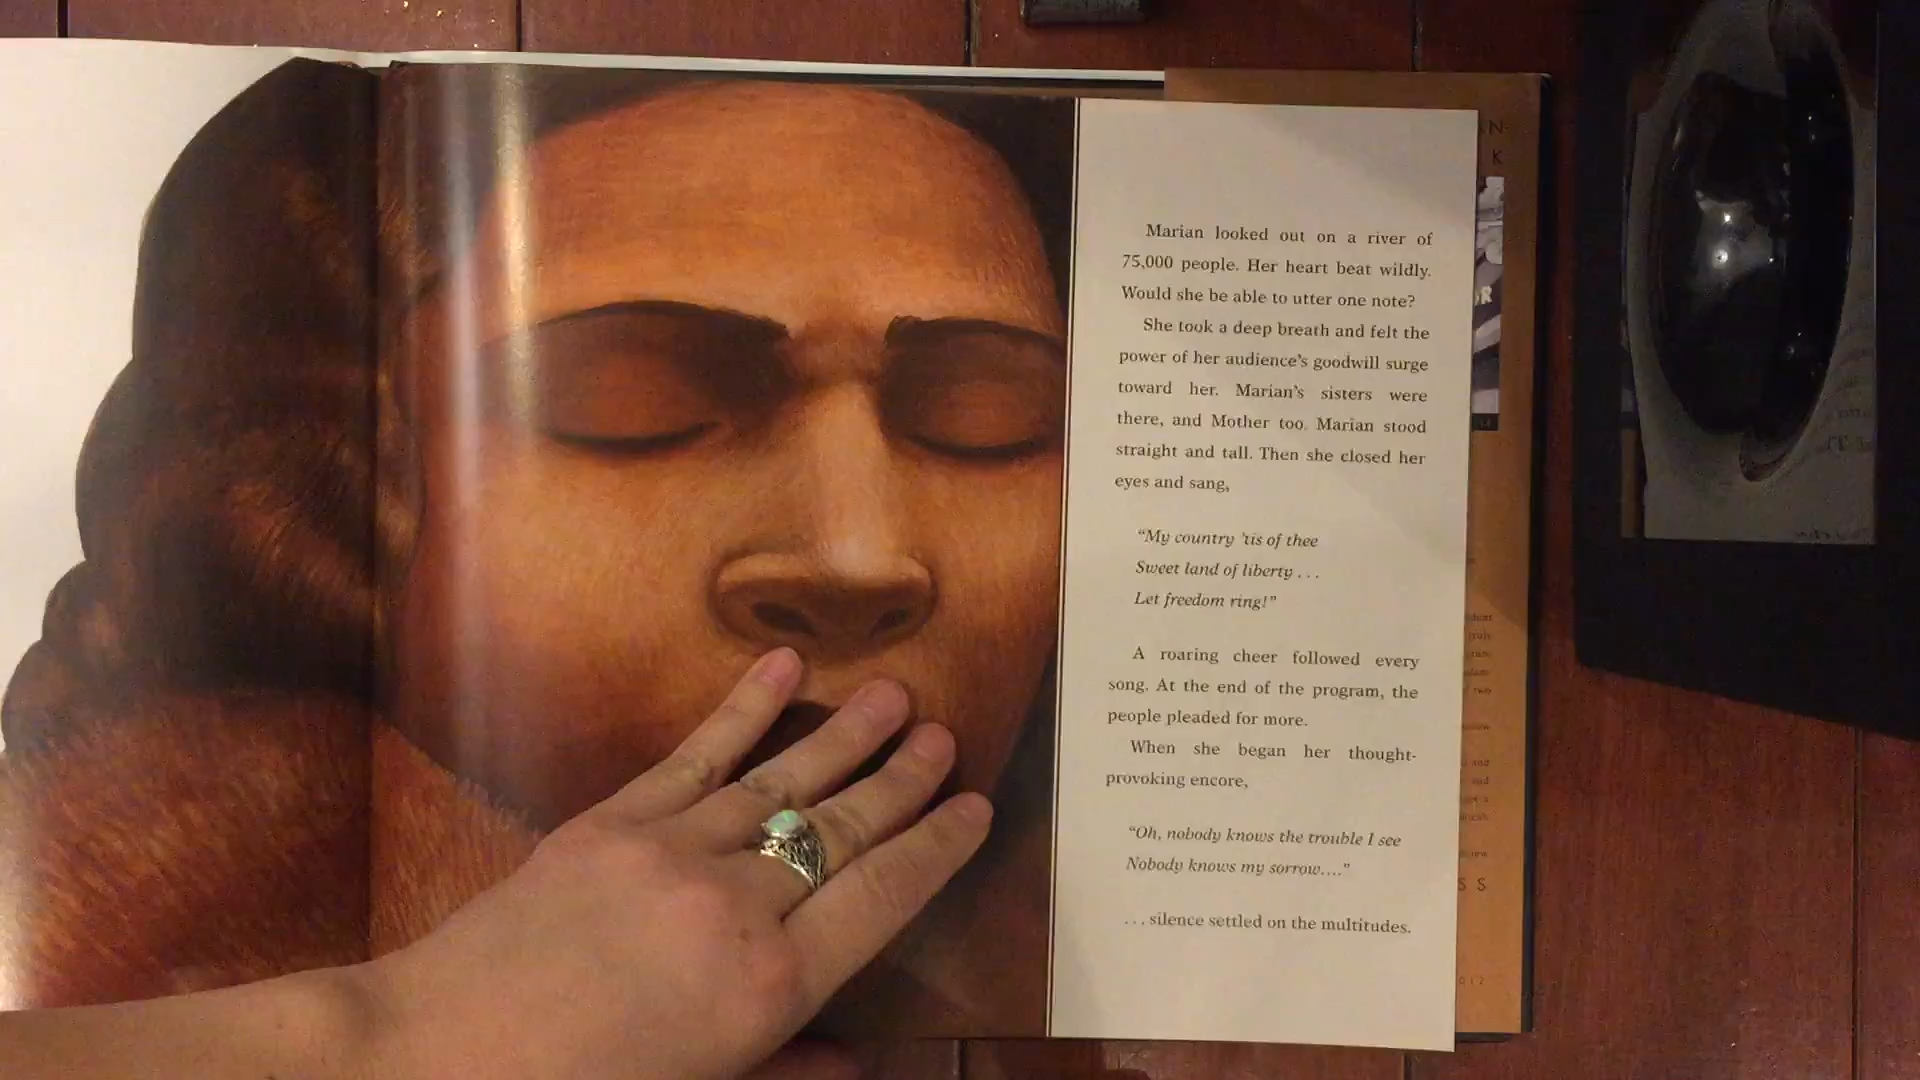 Marian looked out on a river of
75,000 people. Her heart beat wildly.
Would she be able to utter one note?
She took a deep breath and felt the
power of her audience's goodwill surge
toward her. Marian's sisters were
there, and Mother too. Marian stood
straight and tall. Then she closed her
eyes and sang,
"My country 'tis of thee
Sweet land of liberty . . .
Let freedom ring!"
A roaring cheer followed every
song. At the end of the program, the
people pleaded for more.
When she began her thought-
provoking encore,
"Oh, nobody knows the trouble I see
Nobody knows my sorrow...."
. . . silence settled on the multitudes.